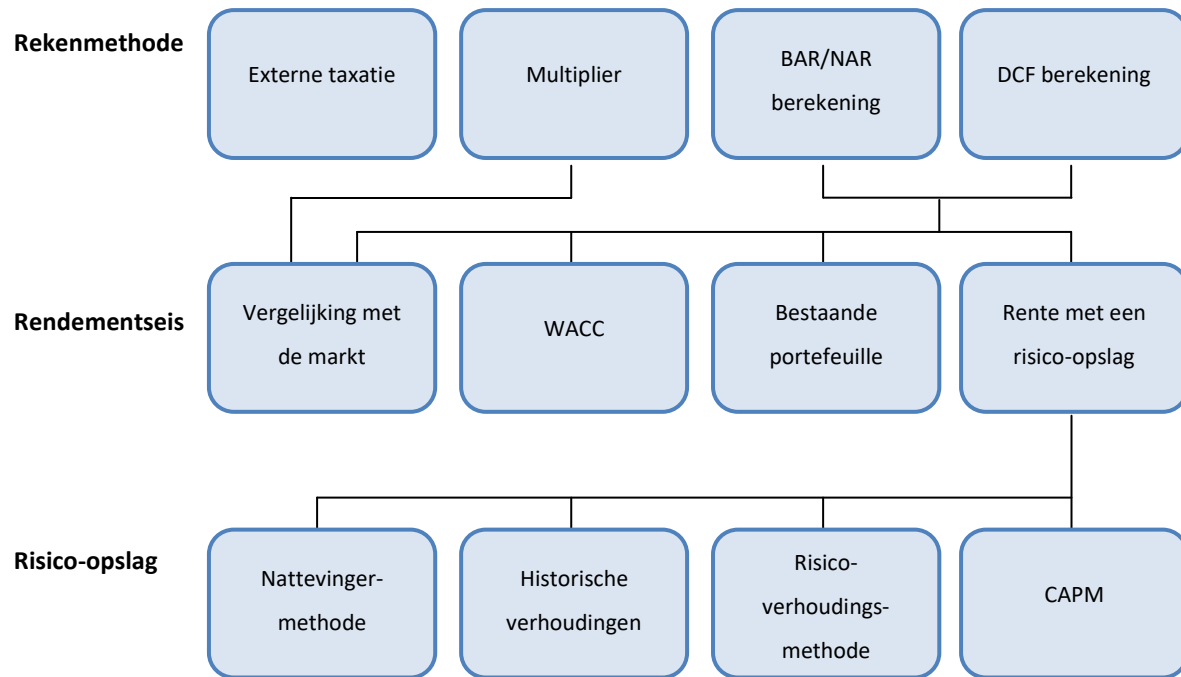 Rekenmethode
Externe taxatie
Multiplier
BAR/NAR
berekening
DCF berekening
Rendementseis
Vergelijking met
de markt
WACC
Bestaande
portefeuille
Rente met een
risico-opslag
Risico-opslag
Nattevinger-
methode
Historische
verhoudingen
Risico-
verhoudings-
methode
CAPM